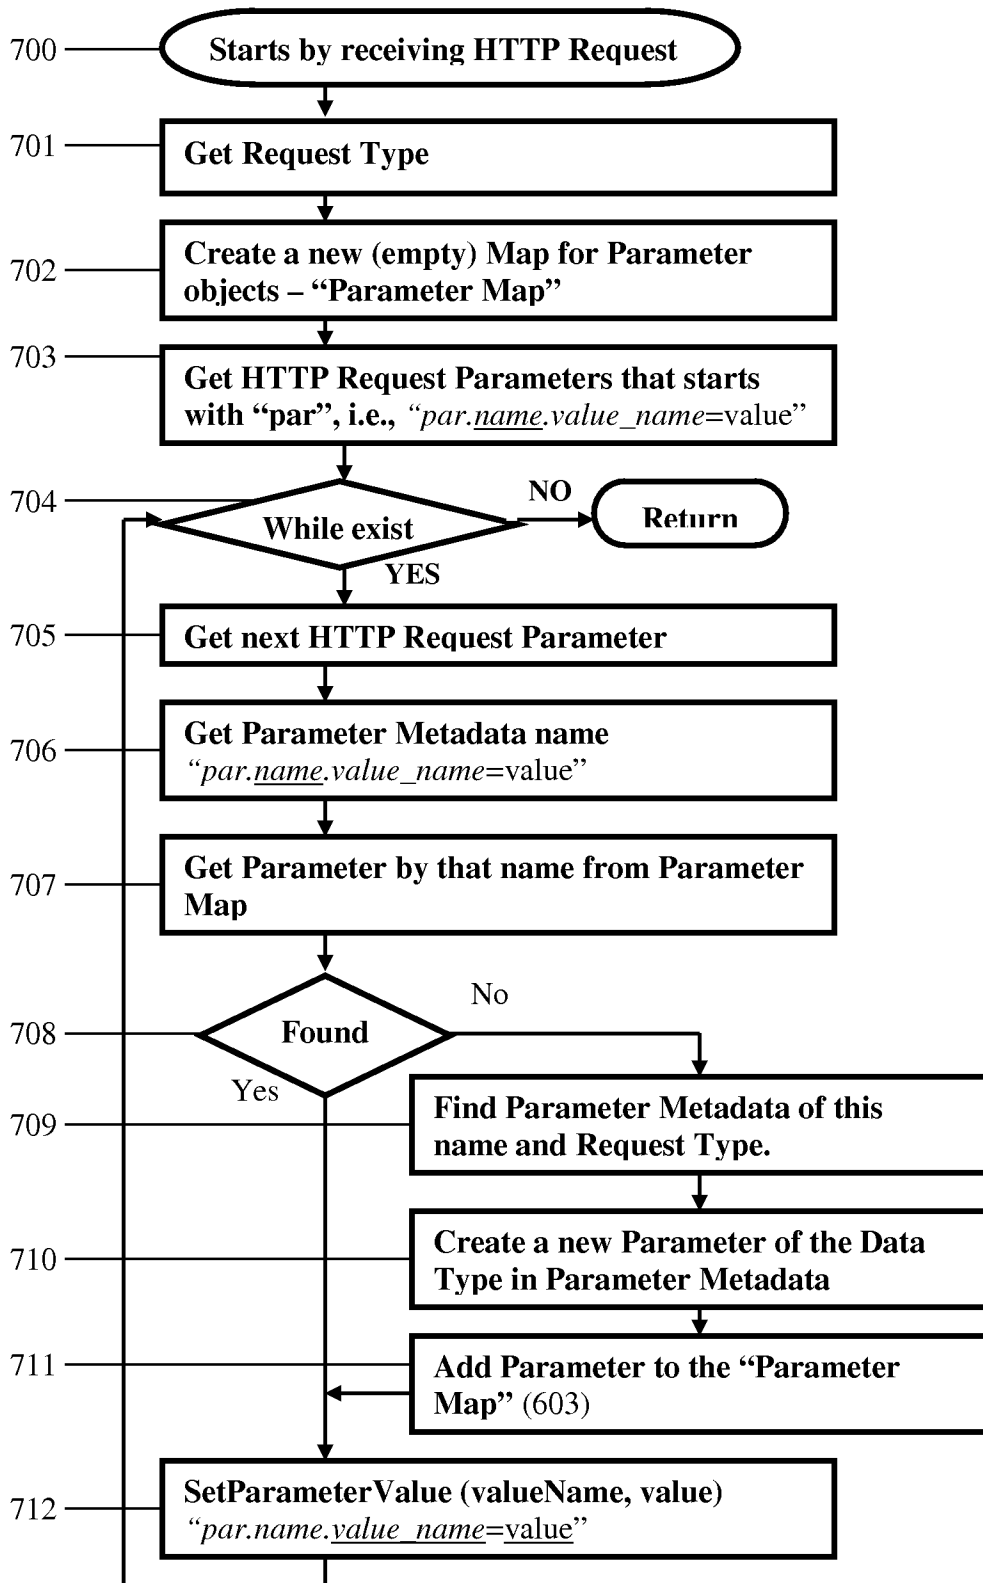 700
Starts by receiving HTTP Request
701
Get Request Type
702
Create a new (empty) Map for Parameter
objects – “Parameter Map”
703
Get HTTP Request Parameters that starts
with “par”, i.e., “par.name.value_name=value”
704
While exist
NO
Return
YES
705
Get next HTTP Request Parameter
706
Get Parameter Metadata name
“par.name.value_name=value”
707
Get Parameter by that name from Parameter
Map
708
Found
No
Yes
709
Find Parameter Metadata of this
name and Request Type.
710
Create a new Parameter of the Data
Type in Parameter Metadata
711
Add Parameter to the “Parameter
Map” (603)
712
SetParameterValue (valueName, value)
“par.name.value_name=value”